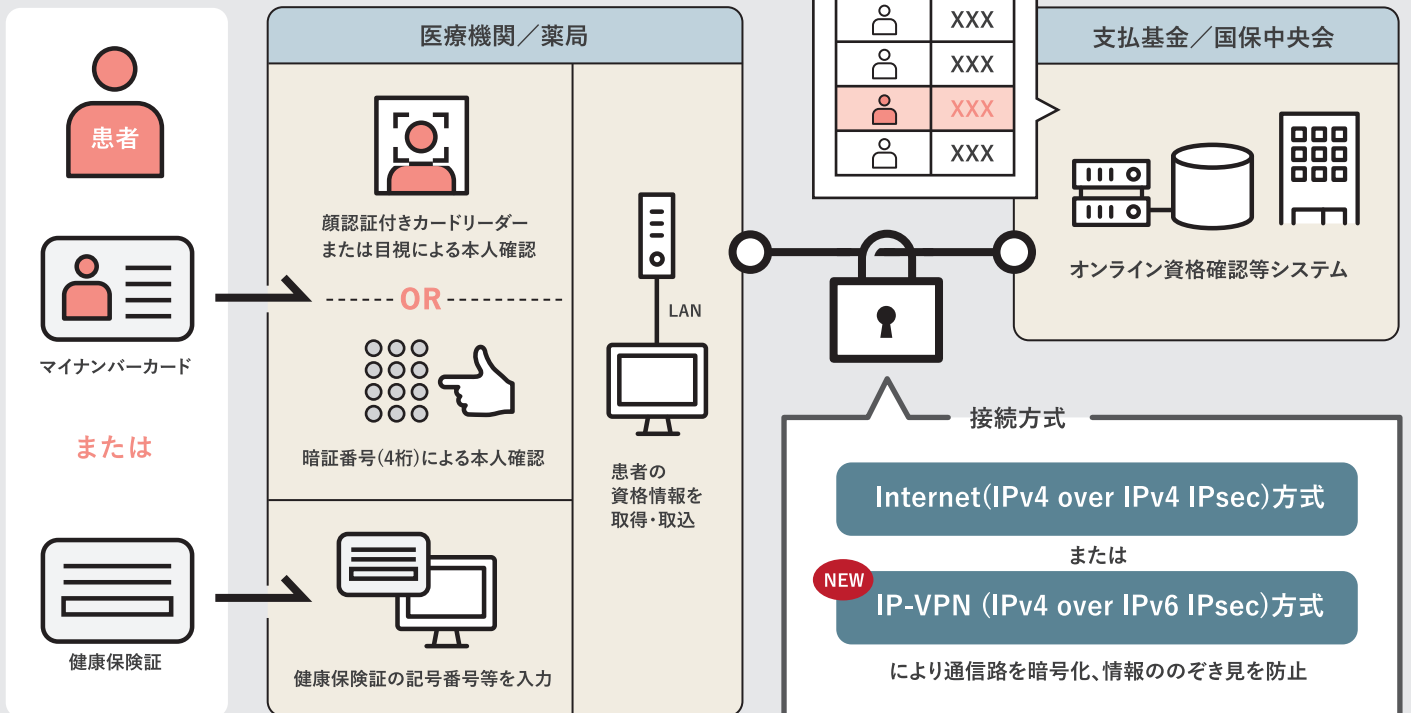 患者
マイナンバーカード
または
健康保険証
医療機関／薬局
顔認証付きカードリーダー
または目視による本人確認
OR
暗証番号(4桁)による本人確認
健康保険証の記号番号等を入力
LAN
患者の
資格情報を
取得・取込
XXX
XXX
XXX
XXX
支払基金／国保中央会
オンライン資格確認等システム
接続方式
Internet(IPv4 over IPv4 IPsec)方式
または
NEW
IP-VPN (IPv4 over IPv6 IPsec)方式
により通信路を暗号化、情報ののぞき見を防止